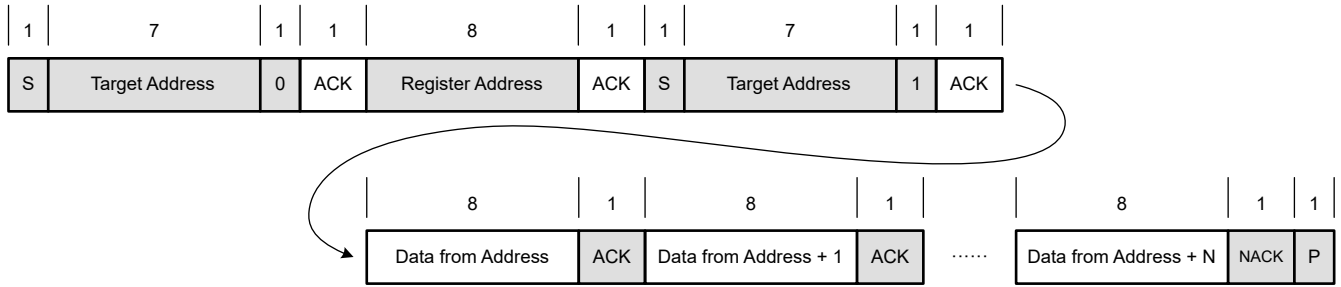 1 7 1 1 8 1 1 7 1 1
S Target Address 0 ACK Register Address ACK S Target Address 1 ACK
8 1 8 1 8 1 1
Data from Address ACK Data from Address + 1 ACK ...... Data from Address + N NACK P